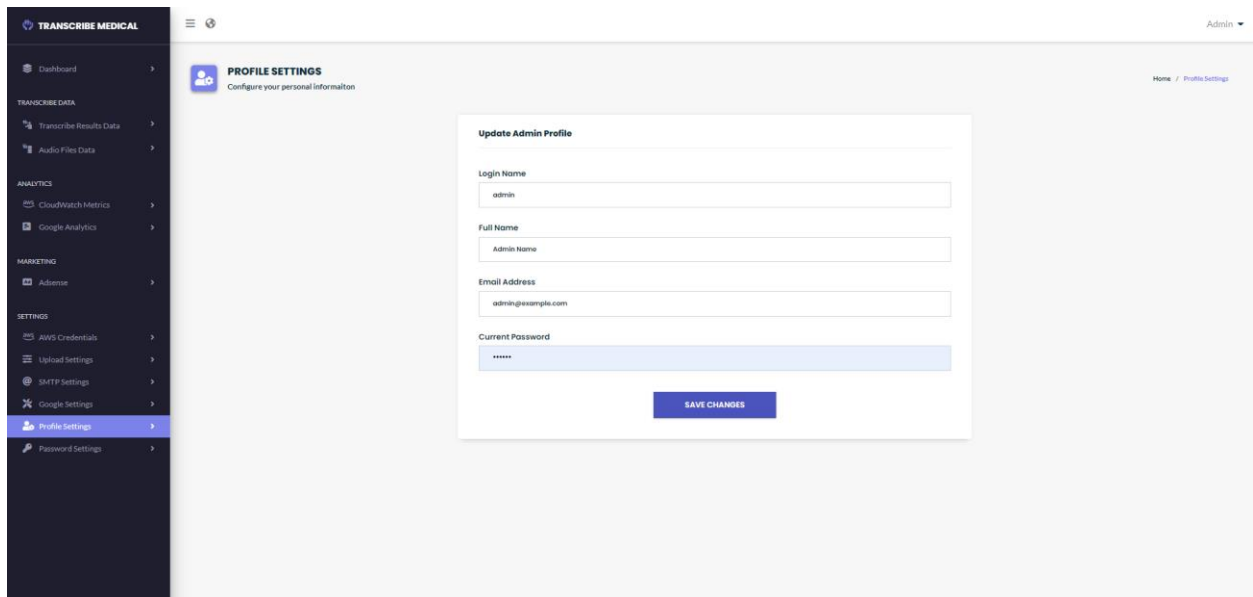 TRANSCRIBE MEDICAL
Admin
Dashboard
TRANSCRIBE DATA
Transcribe Results Data
Audio Files Data
ANALYTICS
aws CloudWatch Metrics
Google Analytics
MARKETING
Adsense
SETTINGS
aws AWS Credentials
Upload Settings
SMTP Settings
Google Settings
Profile Settings
Password Settings
PROFILE SETTINGS
Configure your personal informaiton
Home / Profile Settings
Update Admin Profile
Login Name
admin
Full Name
Admin Name
Email Address
admin@example.com
Current Password
••••••
SAVE CHANGES